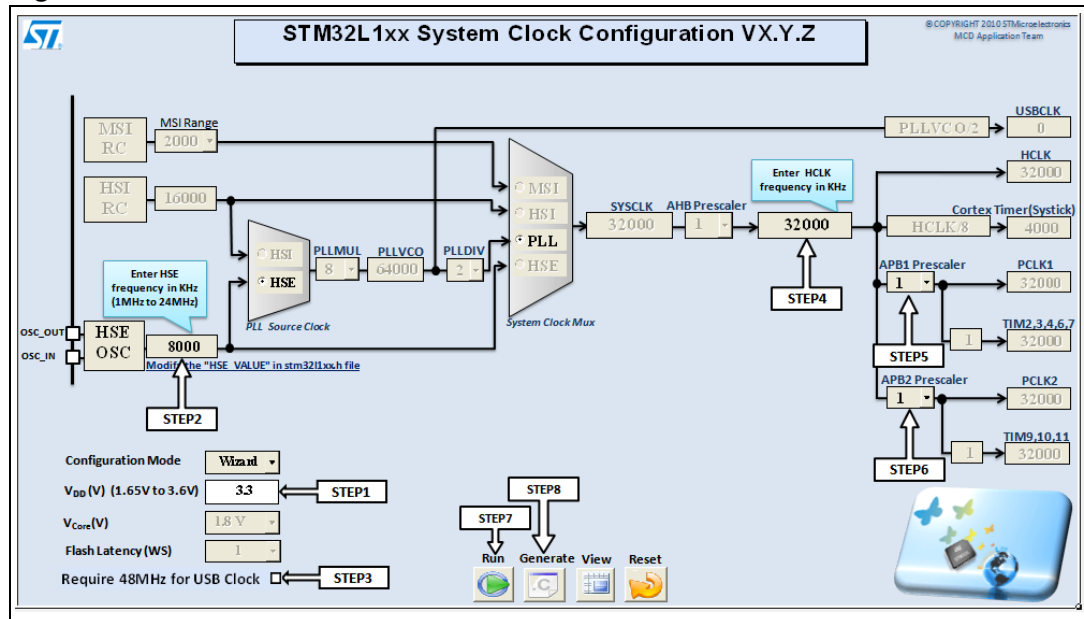 STM32L1xx System Clock Configuration VX.Y.Z
© COPYRIGHT 2010 STMicroelectronics
MCD Application Team
MSI
RC
MSI Range
2000
HSI
RC
16000
HSI
HSE
PLL Source Clock
PLLMUL
8
PLLVCO
64000
PLLDIV
2
MSI
HSI
PLL
HSE
System Clock Mux
SYSCLK
32000
AHB Prescaler
1
Enter HCLK
frequency in KHz
32000
STEP4
PLLVCO/2
USBCLK
0
HCLK
32000
HCLK/8
Cortex Timer(Systick)
4000
APB1 Prescaler
1
STEP5
PCLK1
32000
1
TIM2,3,4,6,7
32000
APB2 Prescaler
1
STEP6
PCLK2
32000
1
TIM9,10,11
32000
Enter HSE
frequency in KHz
(1MHz to 24MHz)
OSC_OUT
OSC_IN
HSE
OSC
8000
Modify the "HSE_VALUE" in stm32l1xx.h file
STEP2
Configuration Mode
Wizard
VDD (V) (1.65V to 3.6V)
3.3
STEP1
VCore(V)
1.8 V
Flash Latency (WS)
1
Require 48MHz for USB Clock
STEP3
STEP7
STEP8
Run Generate View Reset
.C